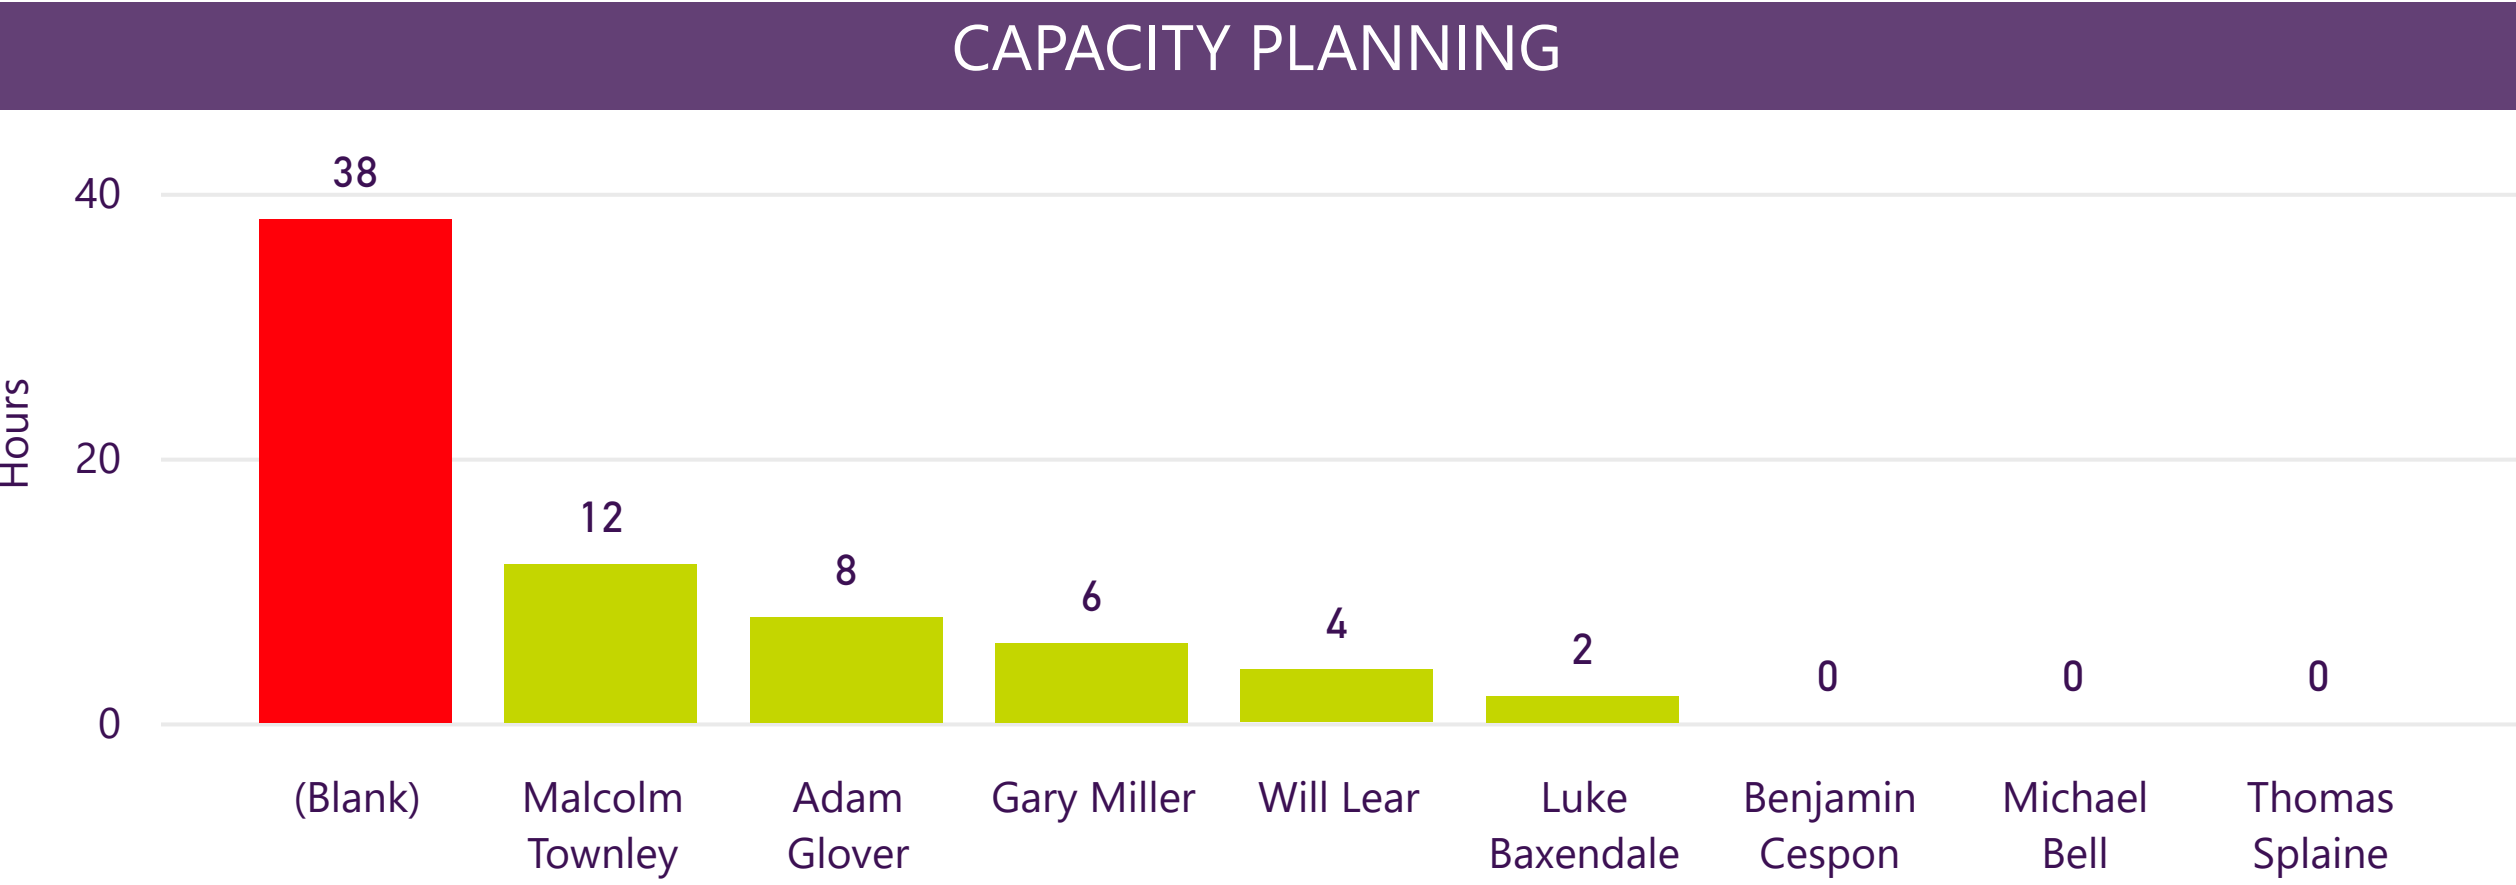 CAPACITY PLANNING
38
40
Hours
20
12
8
6
4
2
0
0
0
0
(Blank)
Malcolm
Townley
Adam
Glover
Gary Miller
Will Lear
Luke
Baxendale
Benjamin
Cespon
Michael
Bell
Thomas
Splaine